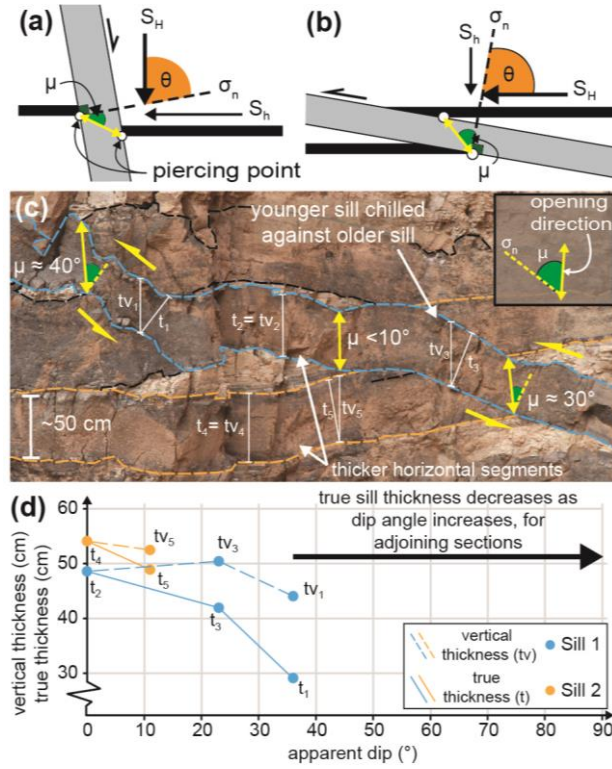 (a)
S_H
θ
μ
σ_n
S_h
piercing point
(b)
S_h
θ
σ_n
S_H
μ
(c)
younger sill chilled
against older sill
opening
direction
σ_n
μ
μ ≈ 40°
tv₁
t₁
t₂= tv₂
μ <10°
tv₃
t₃
μ ≈ 30°
~50 cm
t₄= tv₄
t₅
tv₅
thicker horizontal segments
(d)
true sill thickness decreases as
dip angle increases, for
adjoining sections
vertical thickness (cm)
true thickness (cm)
60
50
40
30
t₄
tv₅
t₂
t₅
tv₃
t₃
tv₁
t₁
vertical
thickness (tv)
true
thickness (t)
Sill 1
Sill 2
0
10
20
30
40
50
60
70
80
90
apparent dip (°)